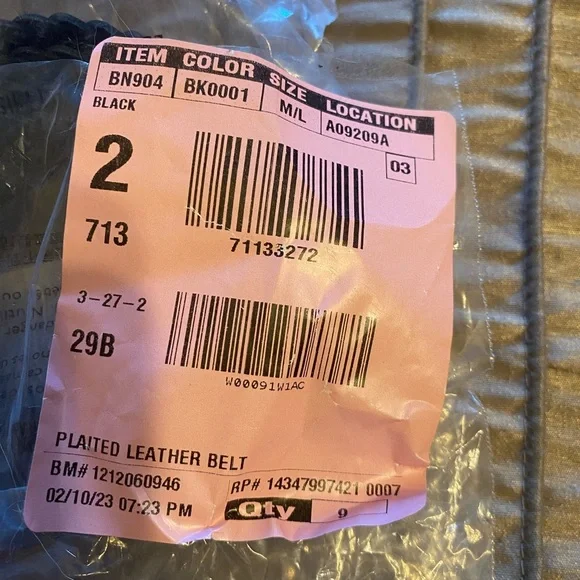 ITEM COLOR SIZE LOCATION
BN904 BK0001 M/L A09209A
BLACK
03
2
71133272
713
3-27-2
29B
W00091W1AC
PLAITED LEATHER BELT
BM# 1212060946 RP# 14347997421 0007
02/10/23 07:23 PM Qty 9